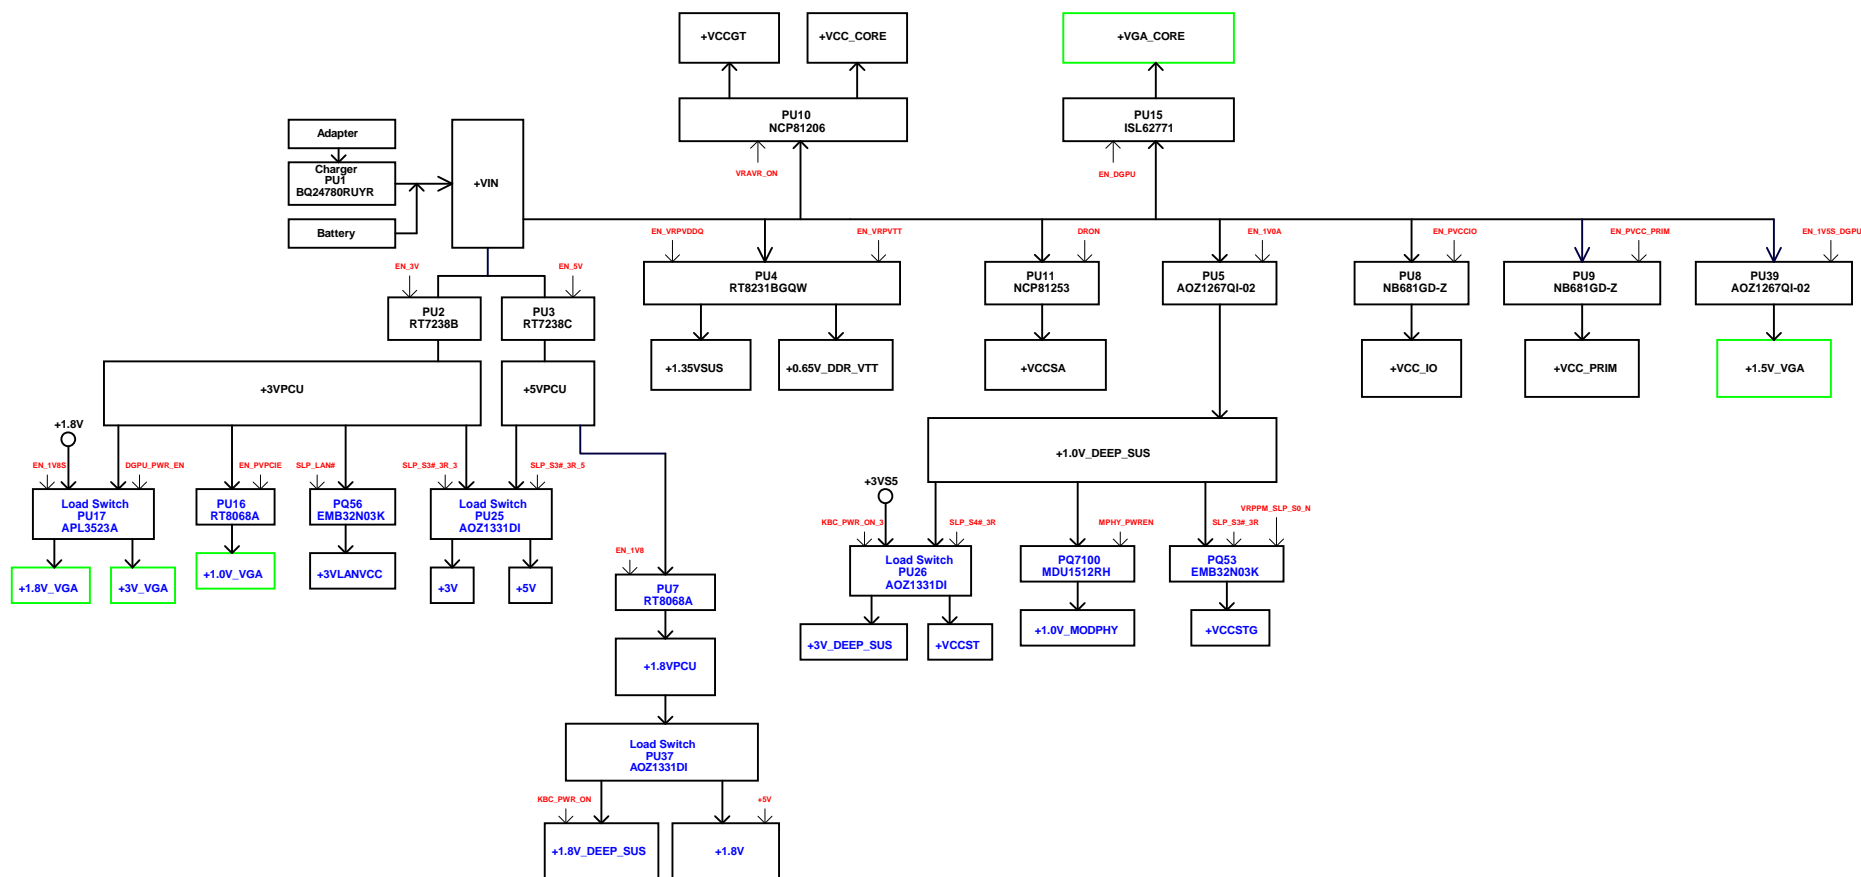 +VCCGT
+VCC_CORE
+VGA_CORE
PU10
NCP81206
PU15
ISL62771
Adapter
Charger
PU1
BQ24780RUYR
Battery
+VIN
VRAVR_ON
EN_DGPU
EN_VRPVDDQ
EN_VRPVTT
DRON
EN_1V0A
EN_PVCCIO
EN_PVCC_PRIM
EN_1V5S_DGPU
EN_3V
EN_5V
PU4
RT8231BGQW
PU11
NCP81253
PU5
AOZ1267QI-02
PU8
NB681GD-Z
PU9
NB681GD-Z
PU39
AOZ1267QI-02
PU2
RT7238B
PU3
RT7238C
+1.35VSUS
+0.65V_DDR_VTT
+VCCSA
+VCC_IO
+VCC_PRIM
+1.5V_VGA
+3VPCU
+5VPCU
+1.8V
+1.0V_DEEP_SUS
EN_1V8S
DGPU_PWR_EN
EN_PVPCIE
SLP_LAN#
SLP_S3#_3R_3
SLP_S3#_3R_5
+3VS5
Load Switch
PU17
APL3523A
PU16
RT8068A
PQ56
EMB32N03K
Load Switch
PU25
AOZ1331DI
KBC_PWR_ON_3
SLP_S4#_3R
MPHY_PWREN
SLP_S3#_3R
VRPPM_SLP_S0_N
EN_1V8
Load Switch
PU26
AOZ1331DI
PQ7100
MDU1512RH
PQ53
EMB32N03K
+1.8V_VGA
+3V_VGA
+1.0V_VGA
+3VLANVCC
+3V
+5V
PU7
RT8068A
+3V_DEEP_SUS
+VCCST
+1.0V_MODPHY
+VCCSTG
+1.8VPCU
Load Switch
PU37
AOZ1331DI
KBC_PWR_ON
+5V
+1.8V_DEEP_SUS
+1.8V